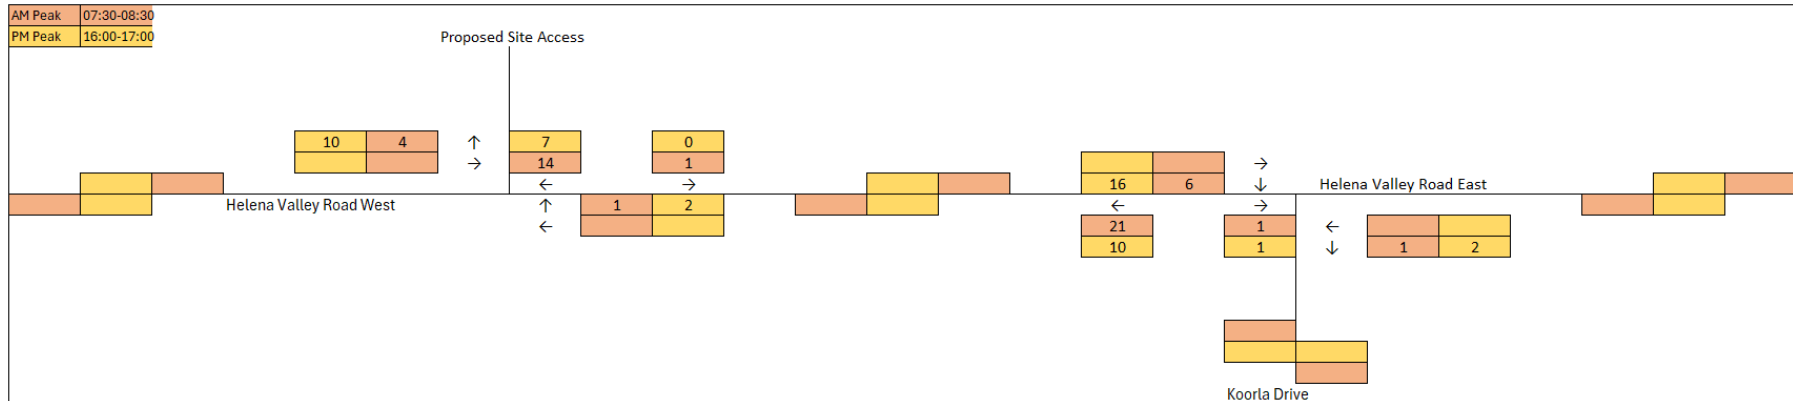 AM Peak 07:30-08:30
PM Peak 16:00-17:00
Proposed Site Access
10 4 ↑ 7 0
→ 14 1 →
← → 16 6 ↓ Helena Valley Road East
Helena Valley Road West ↑ 1 2 ← →
← 21 1 ←
10 1 ↓ 1 2
Koorla Drive